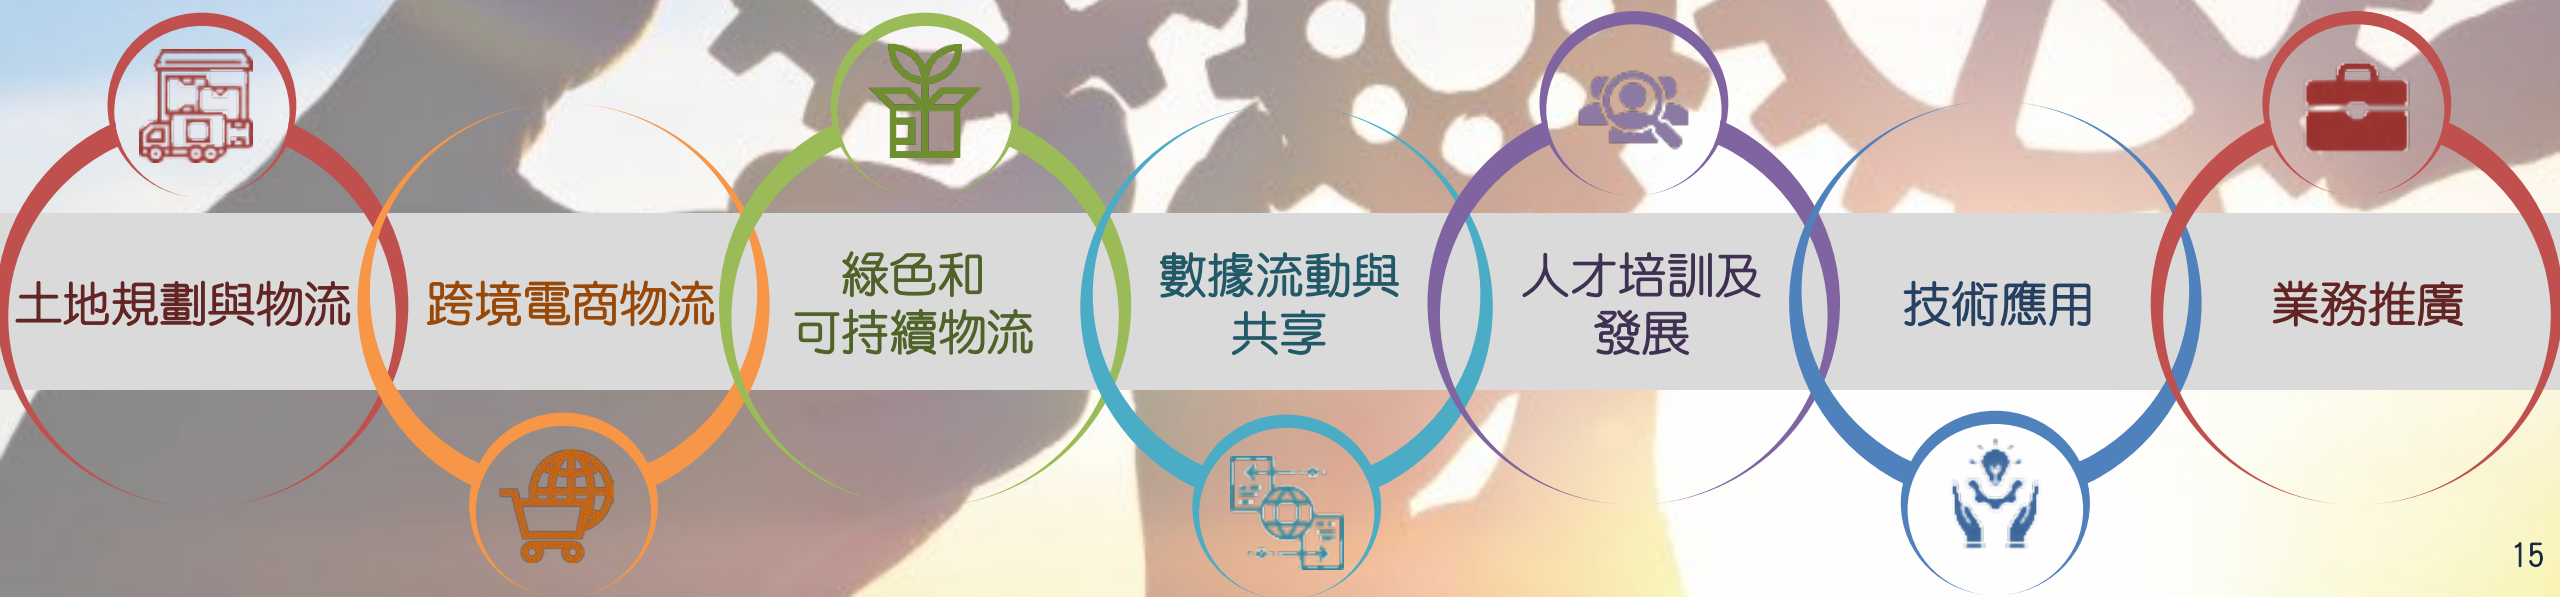 土地規劃與物流
跨境電商物流
綠色和
可持續物流
數據流動與
共享
人才培訓及
發展
技術應用
業務推廣
15